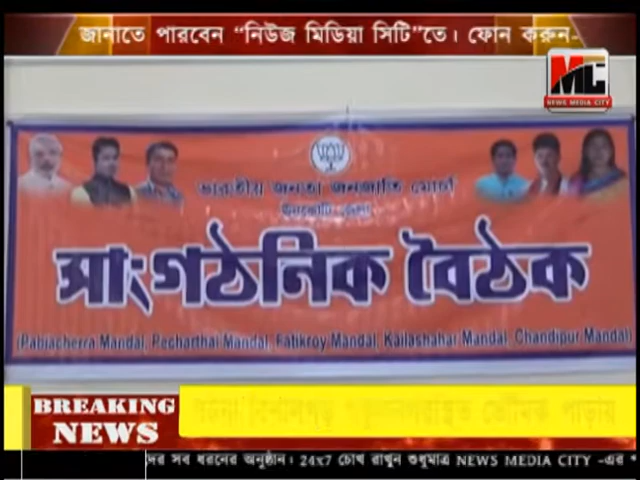 জানাতে পারবেন “নিউজ মিডিয়া সিটি”তে। ফোন করুন-
MC
NEWS MEDIA CITY
ভারতীয় জনতা জনজাতি মোর্চা
ঊনকোটি জেলা
সাংগঠনিক বৈঠক
(Pabiacherra Mandal, Pecharthal Mandal, Fatikroy Mandal, Kailashahar Mandal, Chandipur Mandal)
BREAKING
NEWS
দের সব ধরনের অনুষ্ঠান : 24x7 চোখ রাখুন শুধুমাত্র NEWS MEDIA CITY -এর